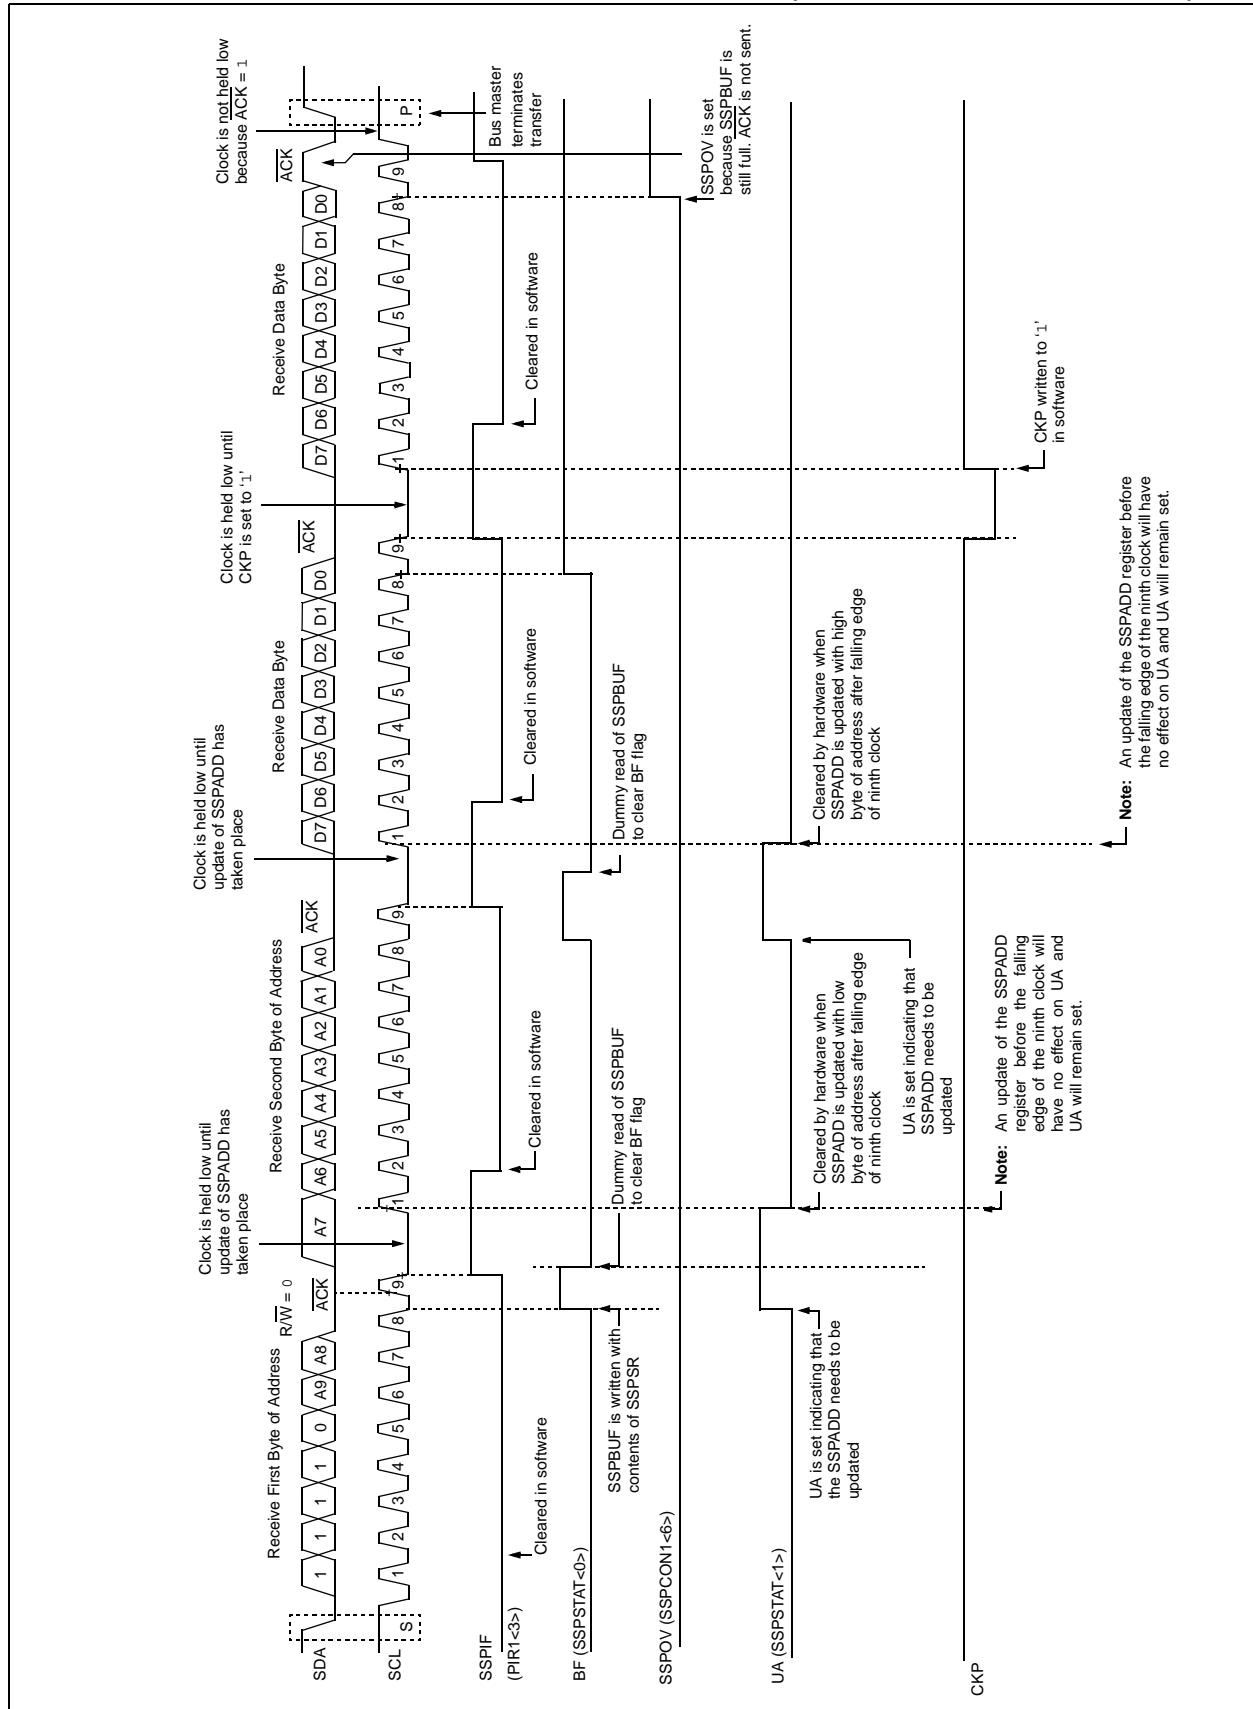 Clock is held low until
update of SSPADD has
taken place
Clock is held low until
update of SSPADD has
taken place
Clock is held low until
CKP is set to ‘1’
Clock is not held low
because ACK = 1
Receive First Byte of Address
R/W = 0
Receive Second Byte of Address
Receive Data Byte
Receive Data Byte
SDA
1 1 1 1 0 A9 A8 ACK A7 A6 A5 A4 A3 A2 A1 A0 ACK D7 D6 D5 D4 D3 D2 D1 D0 ACK D7 D6 D5 D4 D3 D2 D1 D0 ACK
SCL
S 1 2 3 4 5 6 7 8 9 1 2 3 4 5 6 7 8 9 1 2 3 4 5 6 7 8 9 1 2 3 4 5 6 7 8 9 P
Bus master
terminates
transfer
SSPIF
(PIR1<3>)
Cleared in software
Cleared in software
Cleared in software
Cleared in software
BF (SSPSTAT<0>)
SSPBUF is written with
contents of SSPSR
Dummy read of SSPBUF
to clear BF flag
Dummy read of SSPBUF
to clear BF flag
SSPOV (SSPCON1<6>)
SSPOV is set
because SSPBUF is
still full. ACK is not sent.
UA (SSPSTAT<1>)
UA is set indicating that
the SSPADD needs to be
updated
Cleared by hardware when
SSPADD is updated with low
byte of address after falling edge
of ninth clock
UA is set indicating that
SSPADD needs to be
updated
Cleared by hardware when
SSPADD is updated with high
byte of address after falling edge
of ninth clock
CKP
CKP written to ‘1’
in software
Note: An update of the SSPADD
register before the falling
edge of the ninth clock will
have no effect on UA and
UA will remain set.
Note: An update of the SSPADD register before
the falling edge of the ninth clock will have
no effect on UA and UA will remain set.